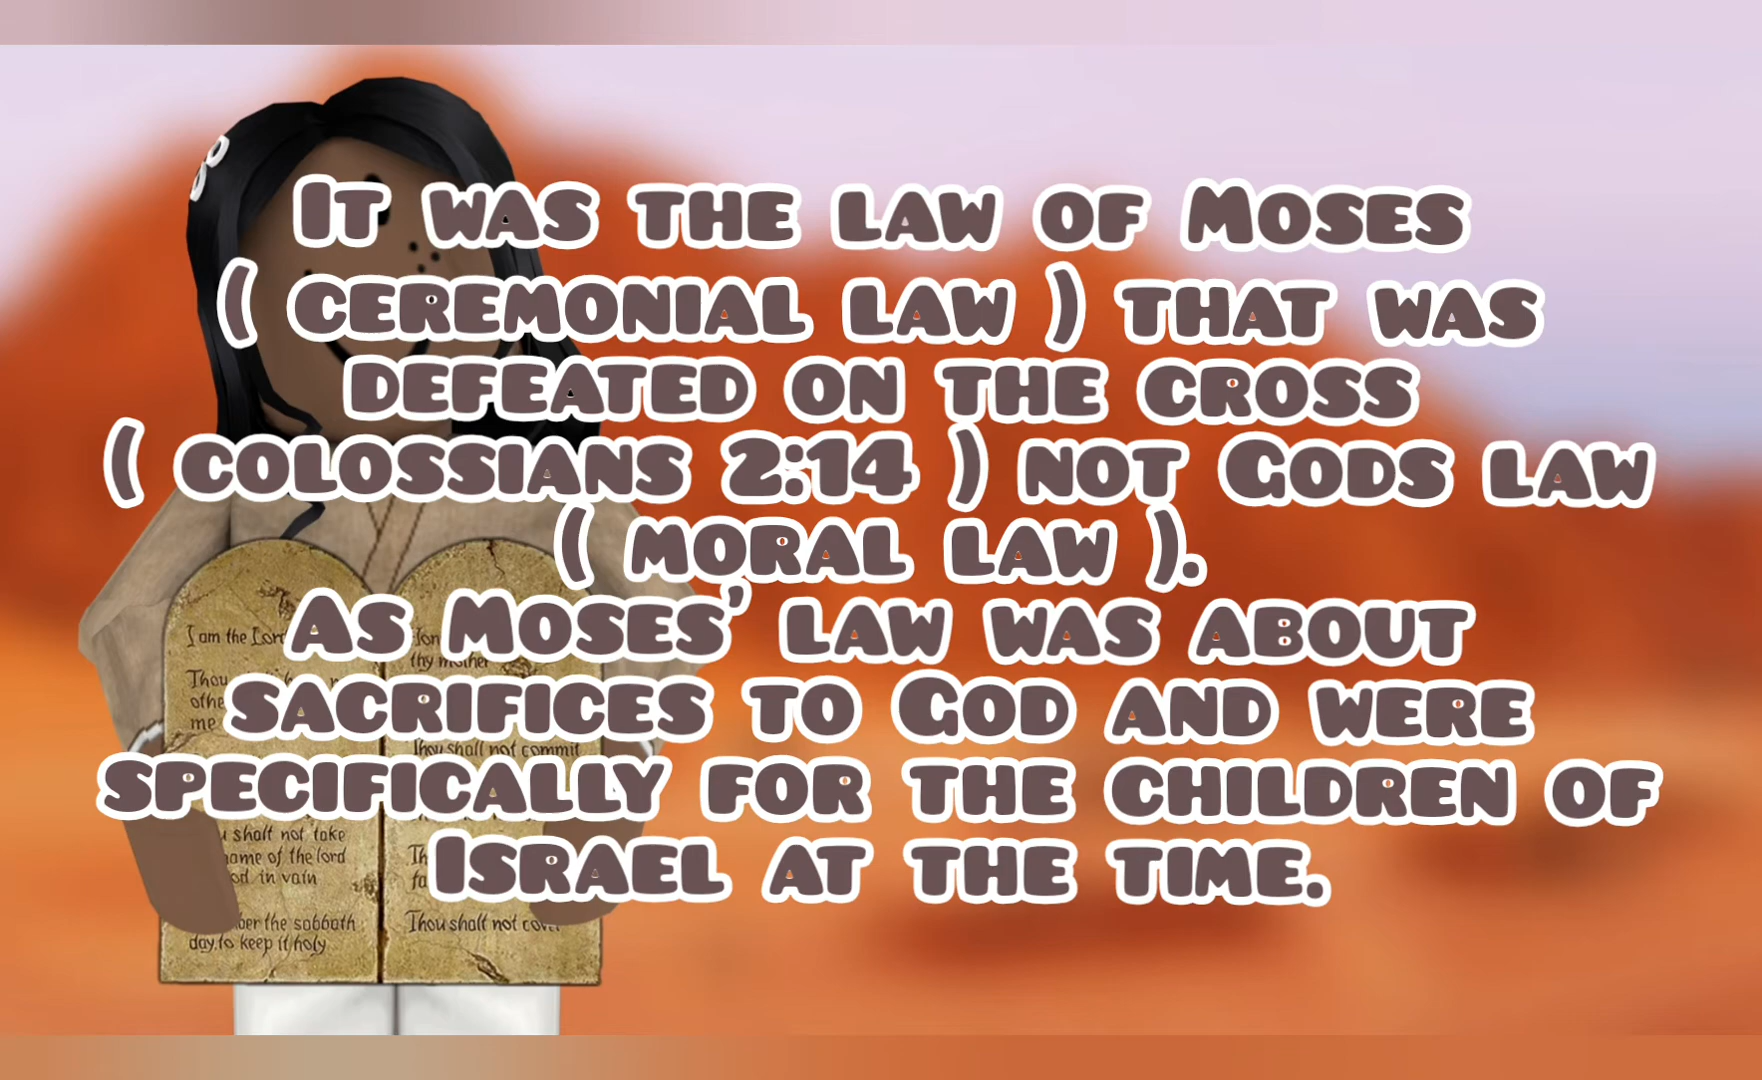 It was the law of Moses
( ceremonial law ) that was
defeated on the cross
( colossians 2:14 ) not Gods law
( moral law ).
As Moses' law was about
sacrifices to God and were
specifically for the children of
Israel at the time.
I am the Lord
Thou
othe
me
shalt not take
name of the lord
in vain
the sabbath
day, to keep it holy
thy mother
Thou shall not commit
Thou shalt not